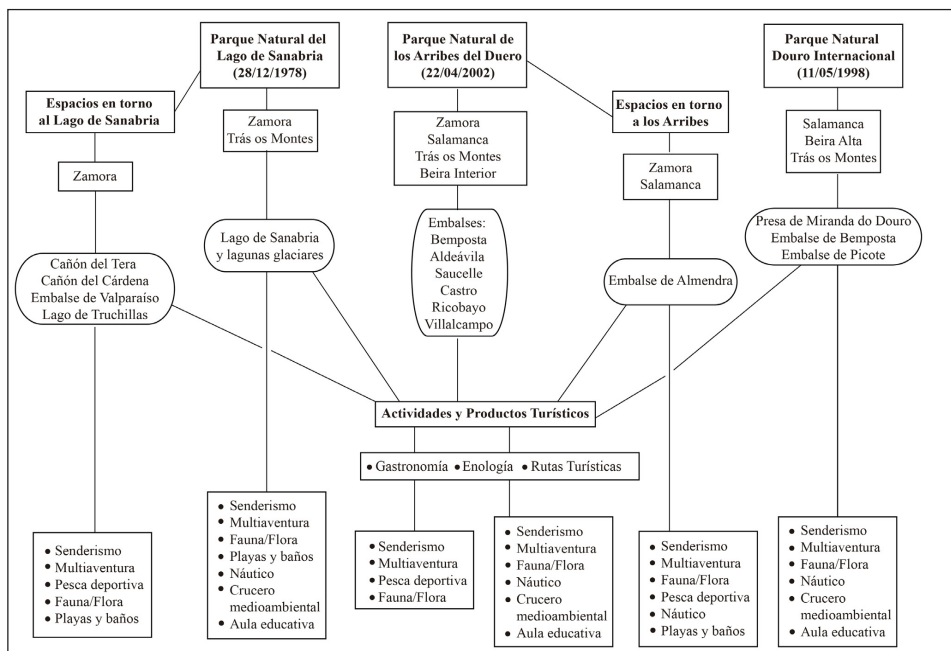 Parque Natural del
Lago de Sanabria
(28/12/1978)
Parque Natural de
los Arribes del Duero
(22/04/2002)
Parque Natural
Douro Internacional
(11/05/1998)
Espacios en torno
al Lago de Sanabria
Espacios en torno
a los Arribes
Zamora
Zamora
Trás os Montes
Zamora
Salamanca
Trás os Montes
Beira Interior
Zamora
Salamanca
Salamanca
Beira Alta
Trás os Montes
Cañón del Tera
Cañón del Cárdena
Embalse de Valparaíso
Lago de Truchillas
Lago de Sanabria
y lagunas glaciares
Embalses:
Bemposta
Aldeávila
Saucelle
Castro
Ricobayo
Villalcampo
Embalse de Almendra
Presa de Miranda do Douro
Embalse de Bemposta
Embalse de Picote
Actividades y Productos Turísticos
● Gastronomía ● Enología ● Rutas Turísticas
● Senderismo
● Multiaventura
● Pesca deportiva
● Fauna/Flora
● Playas y baños
● Senderismo
● Multiaventura
● Fauna/Flora
● Playas y baños
● Náutico
● Crucero
medioambiental
● Aula educativa
● Senderismo
● Multiaventura
● Pesca deportiva
● Fauna/Flora
● Senderismo
● Multiaventura
● Fauna/Flora
● Náutico
● Crucero
medioambiental
● Aula educativa
● Senderismo
● Multiaventura
● Fauna/Flora
● Pesca deportiva
● Náutico
● Playas y baños
● Senderismo
● Multiaventura
● Fauna/Flora
● Náutico
● Crucero
medioambiental
● Aula educativa